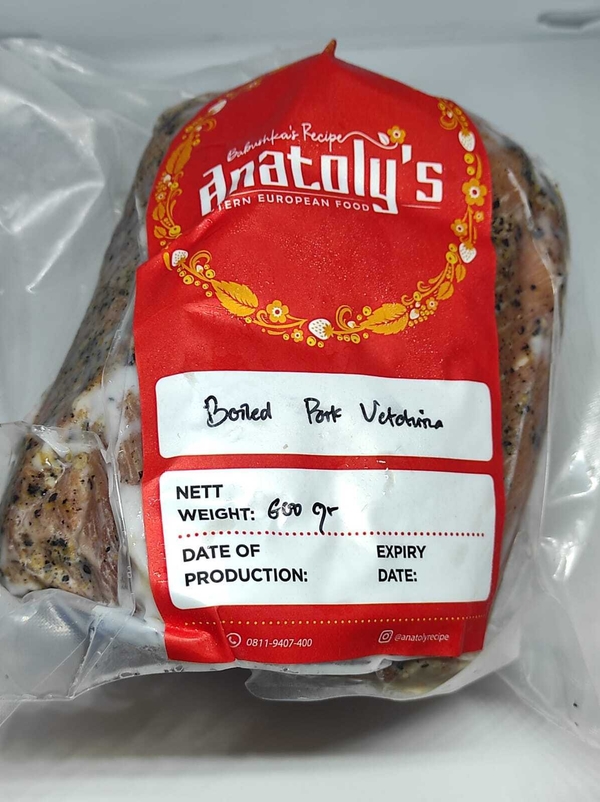 Babushka's Recipe
Anatoly's
ERN EUROPEAN FOOD
Boiled Pork Vetchina
NETT
WEIGHT: 600 gr
DATE OF
PRODUCTION:
EXPIRY
DATE:
0811-9407-400
@anatolyrecipe